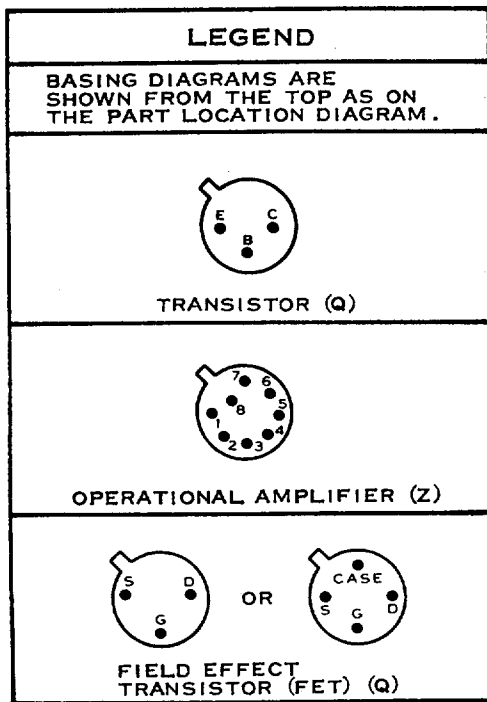 LEGEND
BASING DIAGRAMS ARE
SHOWN FROM THE TOP AS ON
THE PART LOCATION DIAGRAM.
E C
B
TRANSISTOR (Q)
7 6
8 5
1 4
2 3
OPERATIONAL AMPLIFIER (Z)
CASE
S D OR S D
G G
FIELD EFFECT
TRANSISTOR (FET) (Q)